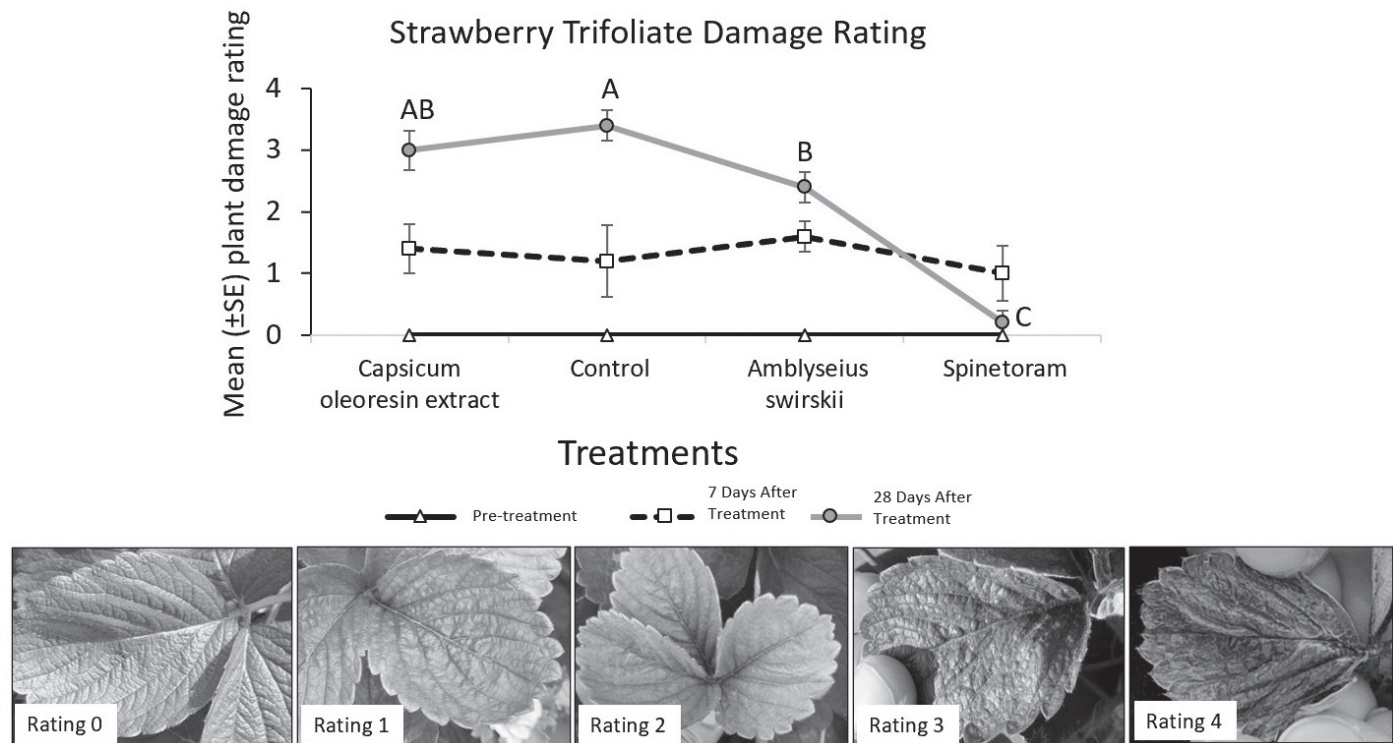 Strawberry Trifoliate Damage Rating
Mean (±SE) plant damage rating
4
3
2
1
0
AB
A
B
C
Capsicum
oleoresin extract
Control
Amblyseius
swirskii
Spinetoram
Treatments
Pre-treatment
7 Days After
Treatment
28 Days After
Treatment
Rating 0
Rating 1
Rating 2
Rating 3
Rating 4